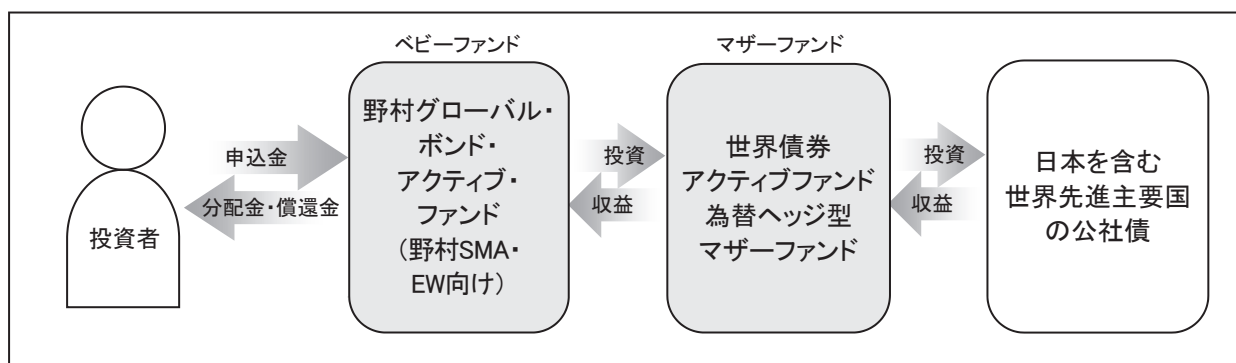 ベビーファンド
マザーファンド
投資者
申込金
分配金・償還金
野村グローバル・
ボンド・
アクティブ・
ファンド
（野村SMA・
EW向け）
投資
収益
世界債券
アクティブファンド
為替ヘッジ型
マザーファンド
投資
収益
日本を含む
世界先進主要国
の公社債